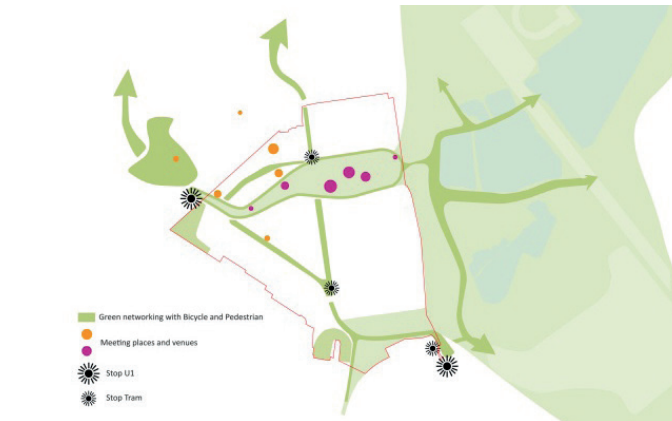 Green networking with Bicycle and Pedestrian
Meeting places and venues
Stop U1
Stop Tram